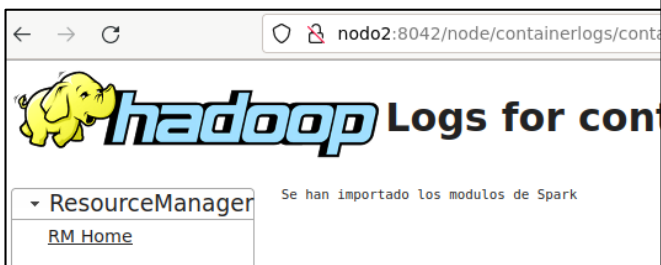 nodo2:8042/node/containerlogs/conta
hadoop Logs for cont
ResourceManager
RM Home
Se han importado los modulos de Spark